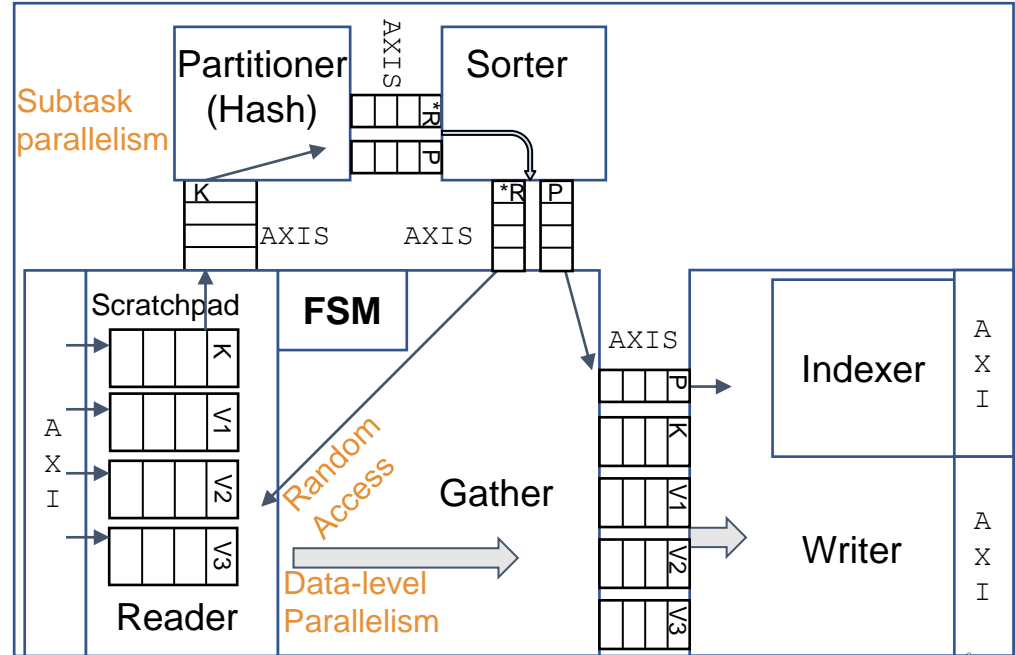 Partitioner
(Hash)
AXIS
Sorter
*R
P
Subtask
parallelism
K
AXIS
AXIS
*R
P
Scratchpad
FSM
K
V1
V2
V3
A
X
I
Reader
Random
Access
Gather
Data-level
Parallelism
AXIS
P
K
V1
V2
V3
Indexer
A
X
I
Writer
A
X
I